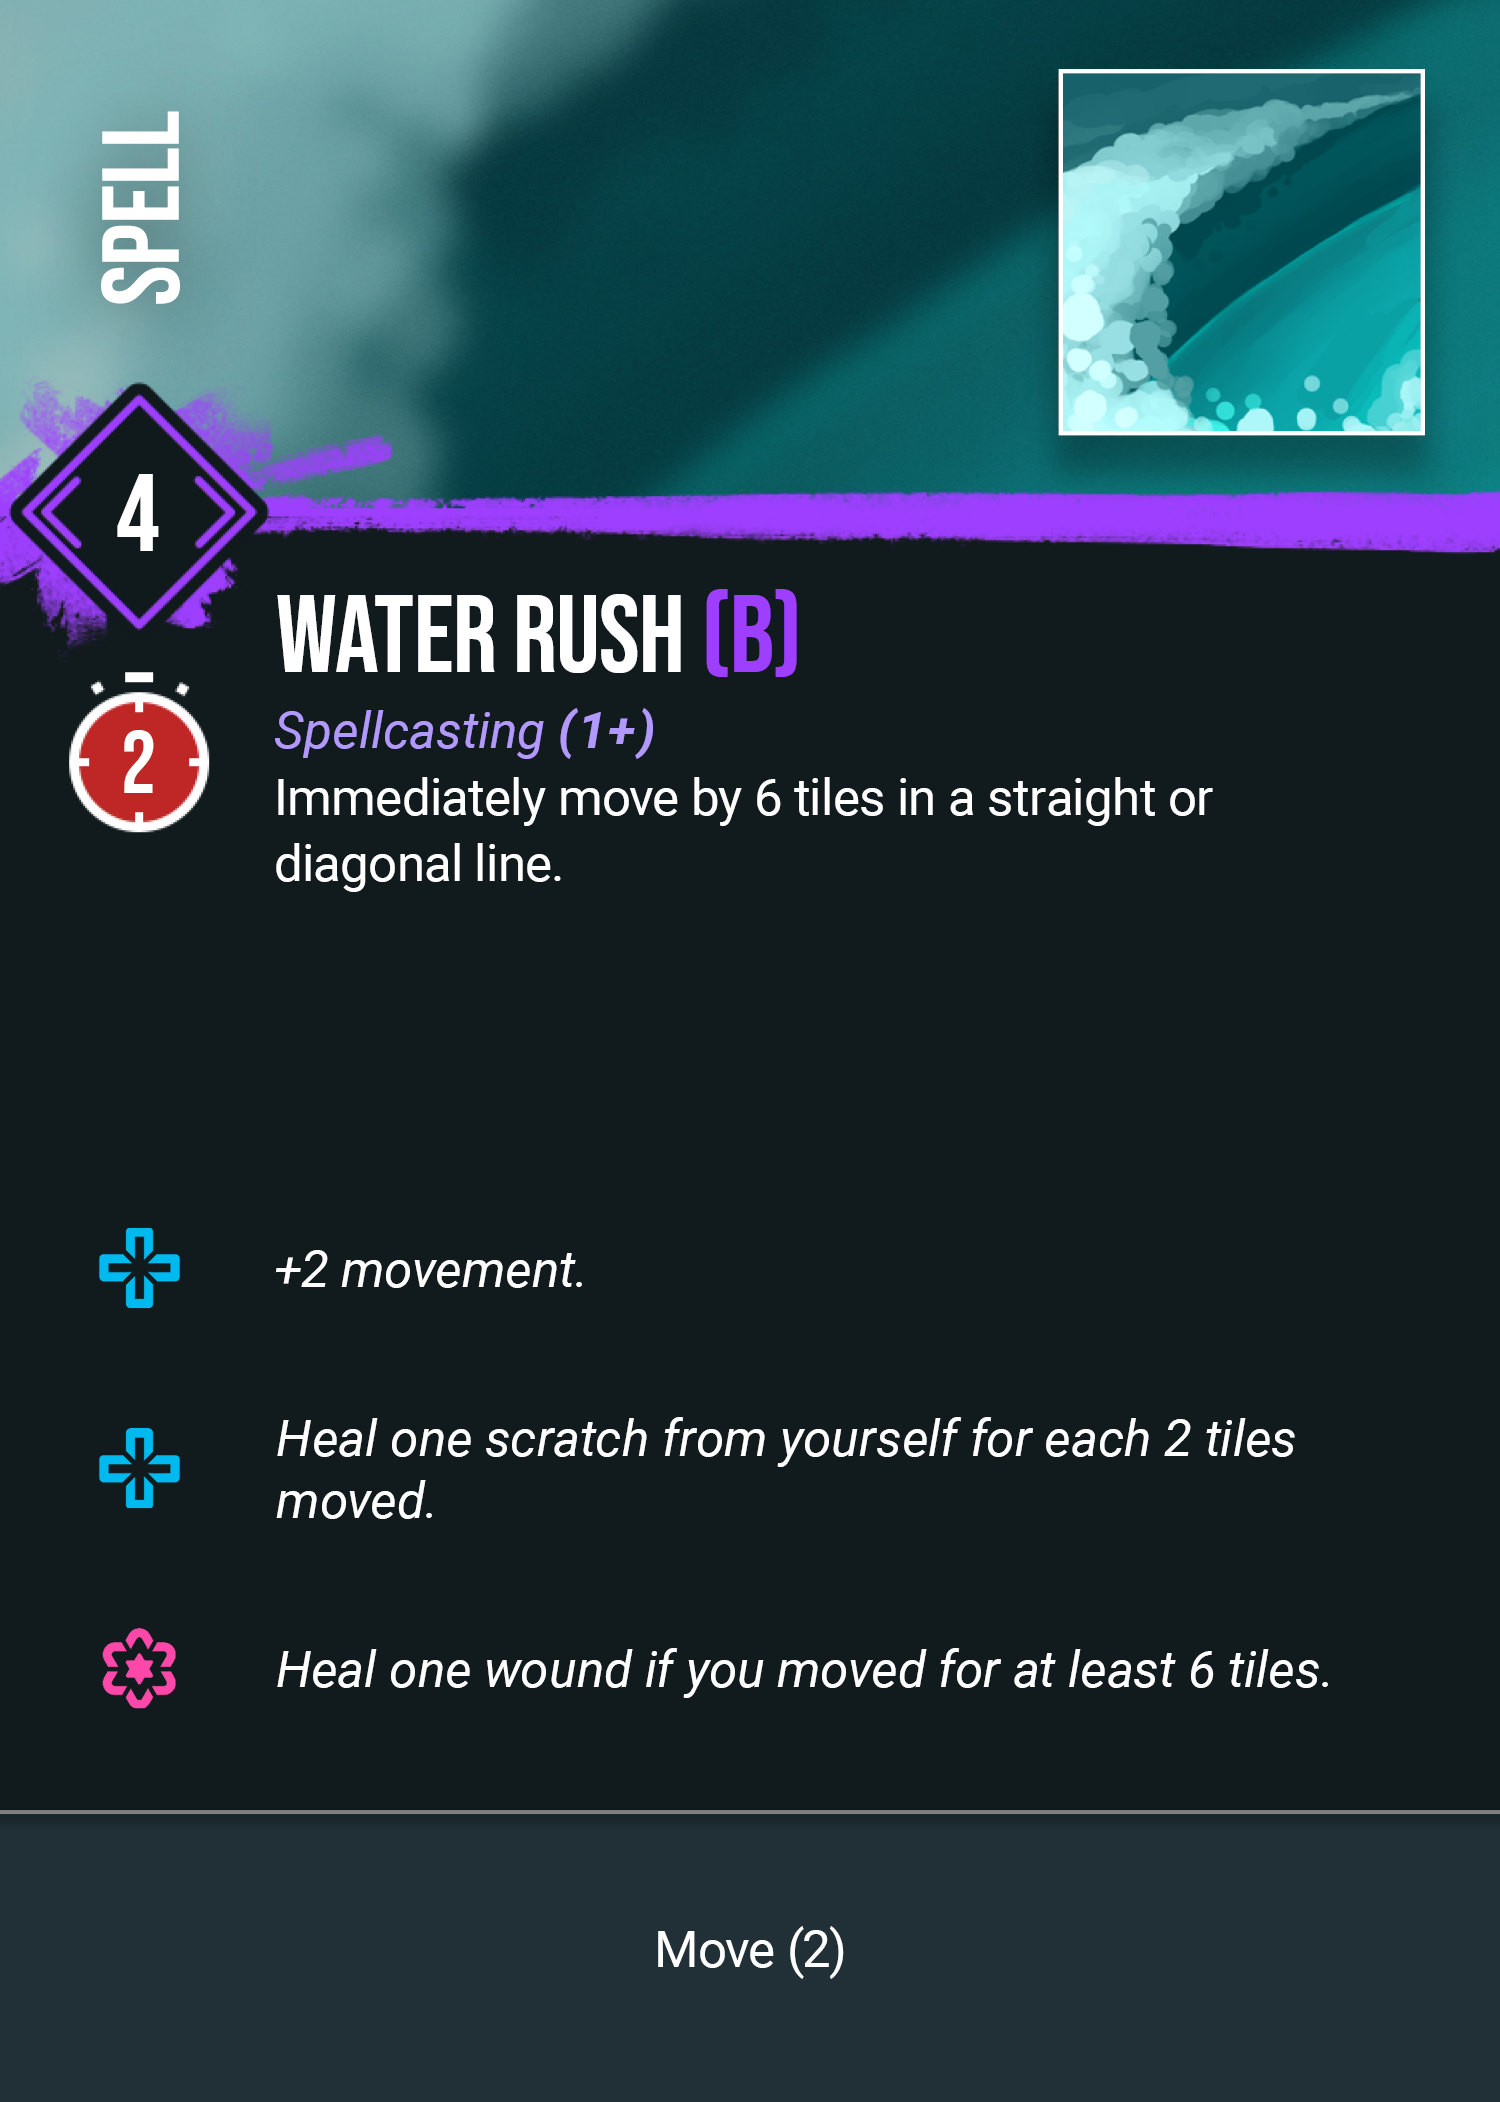 SPELL
4
WATER RUSH (B)
2
Spellcasting (1+)
Immediately move by 6 tiles in a straight or
diagonal line.
+2 movement.
Heal one scratch from yourself for each 2 tiles
moved.
Heal one wound if you moved for at least 6 tiles.
Move (2)